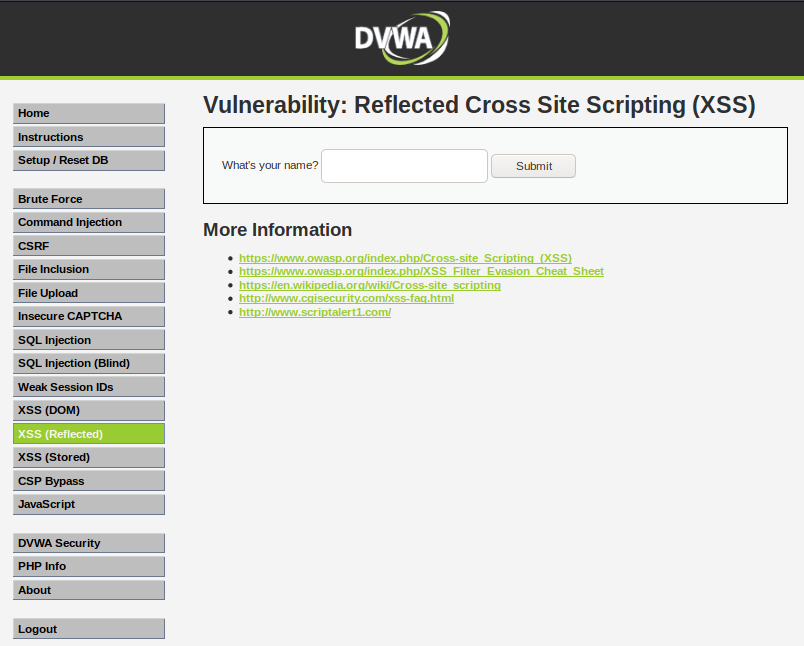 DVWA
Vulnerability: Reflected Cross Site Scripting (XSS)
Home
Instructions
Setup / Reset DB
Brute Force
Command Injection
CSRF
File Inclusion
File Upload
Insecure CAPTCHA
SQL Injection
SQL Injection (Blind)
Weak Session IDs
XSS (DOM)
XSS (Reflected)
XSS (Stored)
CSP Bypass
JavaScript
DVWA Security
PHP Info
About
Logout
What's your name?
Submit
More Information
https://www.owasp.org/index.php/Cross-site_Scripting_(XSS)
https://www.owasp.org/index.php/XSS_Filter_Evasion_Cheat_Sheet
https://en.wikipedia.org/wiki/Cross-site_scripting
http://www.cgisecurity.com/xss-faq.html
http://www.scriptalert1.com/